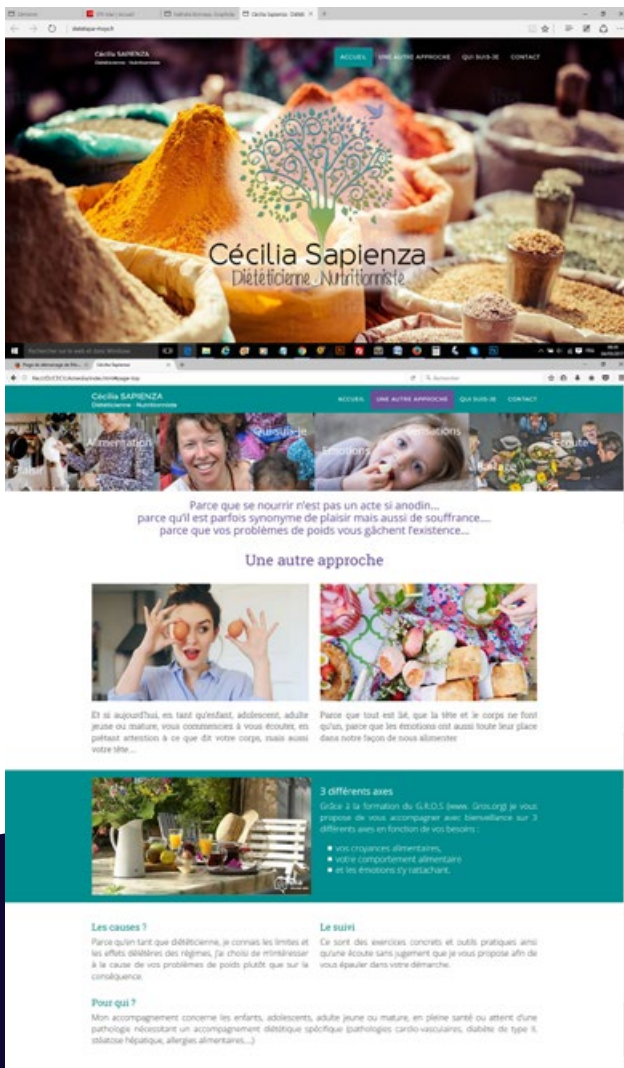 Cécilia SAPIENZA
Diététicienne - Nutritionniste
ACCUEIL UNE AUTRE APPROCHE QUI SUIS-JE CONTACT
Cécilia Sapienza
Diététicienne - Nutritionniste
Rechercher sur le web et dans Windows
Cécilia SAPIENZA
Diététicienne - Nutritionniste
ACCUEIL UNE AUTRE APPROCHE QUI SUIS-JE CONTACT
Plaisir
Alimentation
Qui suis-je
Emotions
Sensations
Partage
Ecoute
Parce que se nourrir n'est pas un acte si anodin...
parce qu'il est parfois synonyme de plaisir mais aussi de souffrance....
parce que vos problèmes de poids vous gâchent l'existence...
Une autre approche
Et si aujourd'hui, en tant qu'enfant, adolescent, adulte
jeune ou mature, vous commenciez à vous écouter, en
prêtant attention à ce que dit votre corps, mais aussi
votre tête....
Parce que tout est lié, que la tête et le corps ne font
qu'un, parce que les émotions ont aussi toute leur place
dans notre façon de nous alimenter
3 différents axes
Grâce à la formation du G.R.O.S (www. Gros.org) je vous
propose de vous accompagner avec bienveillance sur 3
différents axes en fonction de vos besoins :
vos croyances alimentaires,
votre comportement alimentaire
et les émotions s'y rattachant.
Les causes ?
Parce qu'en tant que diététicienne, je connais les limites et
les effets délétères des régimes, j'ai choisi de m'intéresser
à la cause de vos problèmes de poids plutôt que sur la
conséquence.
Le suivi
Ce sont des exercices concrets et outils pratiques ainsi
qu'une écoute sans jugement que je vous propose afin de
vous épauler dans votre démarche.
Pour qui ?
Mon accompagnement concerne les enfants, adolescents, adulte jeune ou mature, en pleine santé ou attent d'une
pathologie nécessitant un accompagnement diététique spécifique (pathologies cardio-vasculaires, diabète de type II,
stéatose hépatique, allergies alimentaires....)